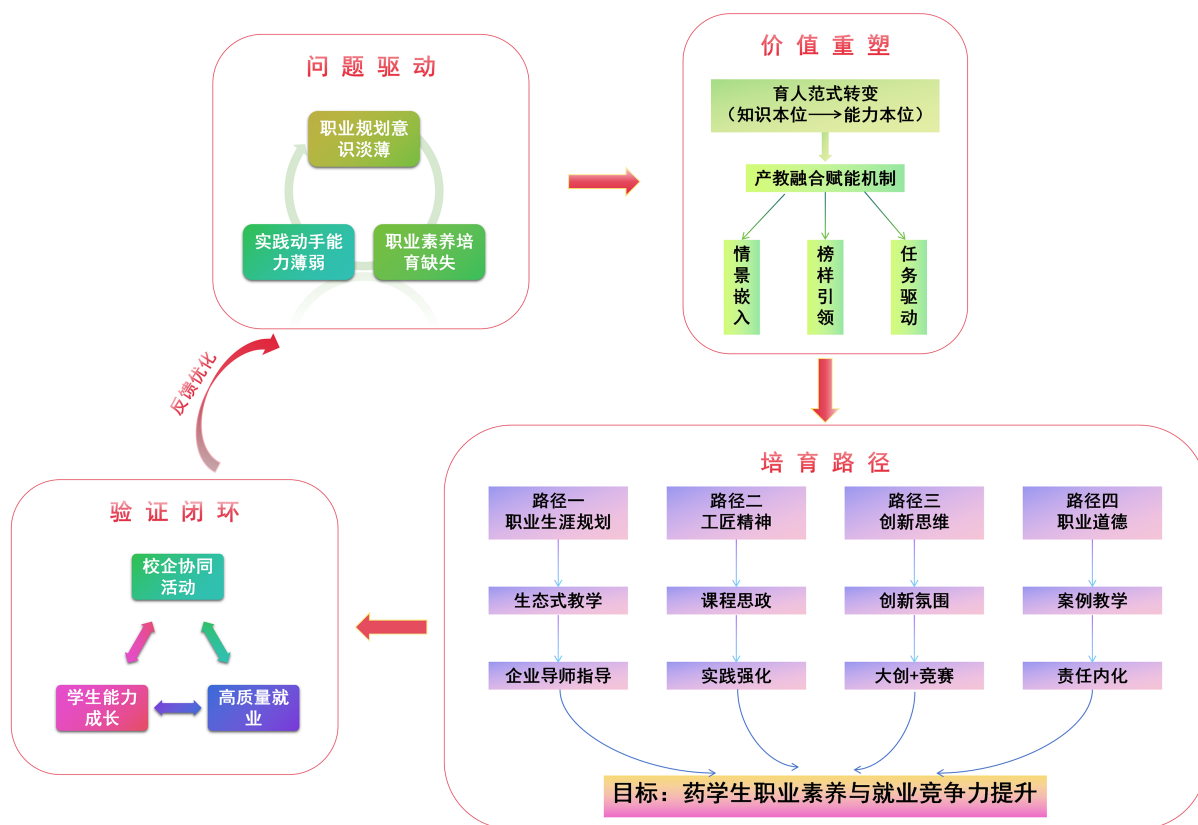 问题驱动
职业规划意
识淡薄
实践动手能
力薄弱
职业素养培
育缺失
价值重塑
育人范式转变
（知识本位→能力本位）
产教融合赋能机制
情景嵌入
榜样引领
任务驱动
反馈优化
培育路径
路径一
职业生涯规划
路径二
工匠精神
路径三
创新思维
路径四
职业道德
生态式教学
课程思政
创新氛围
案例教学
企业导师指导
实践强化
大创+竞赛
责任内化
目标：药学生职业素养与就业竞争力提升
验证闭环
校企协同
活动
学生能力
成长
高质量就
业